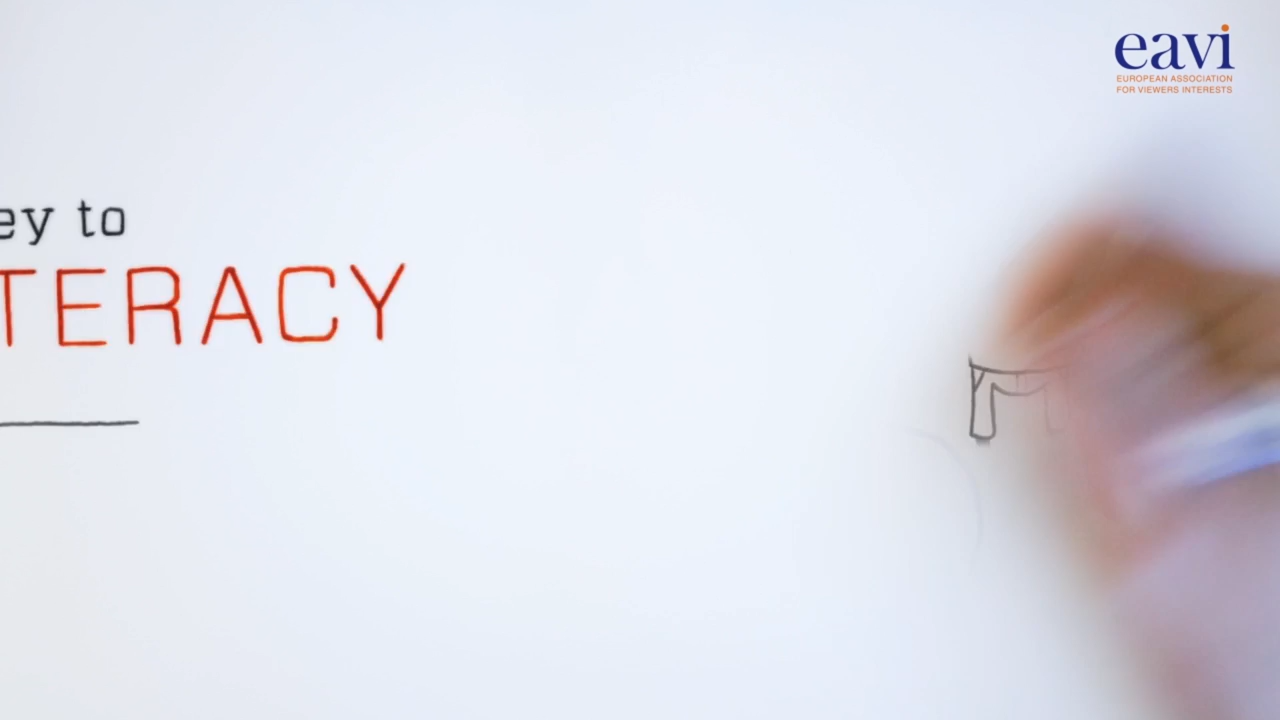 eavi
EUROPEAN ASSOCIATION
FOR VIEWERS INTERESTS
ey to
TERACY